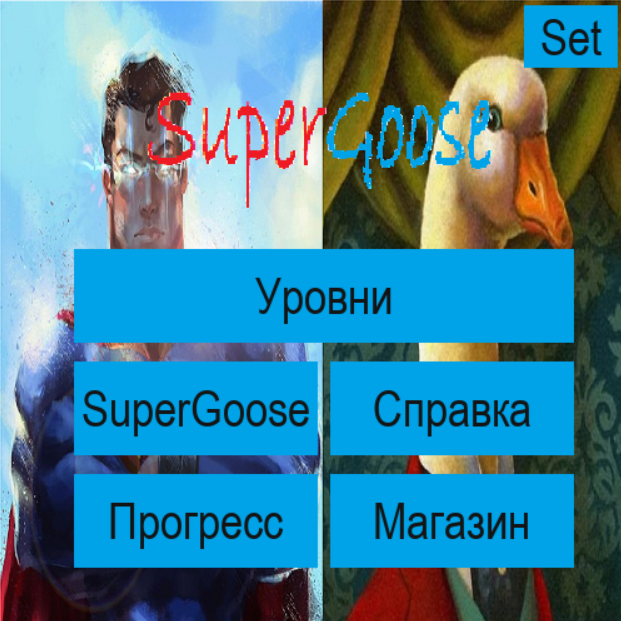 Set
SuperGoose
Уровни
SuperGoose
Справка
Прогресс
Магазин